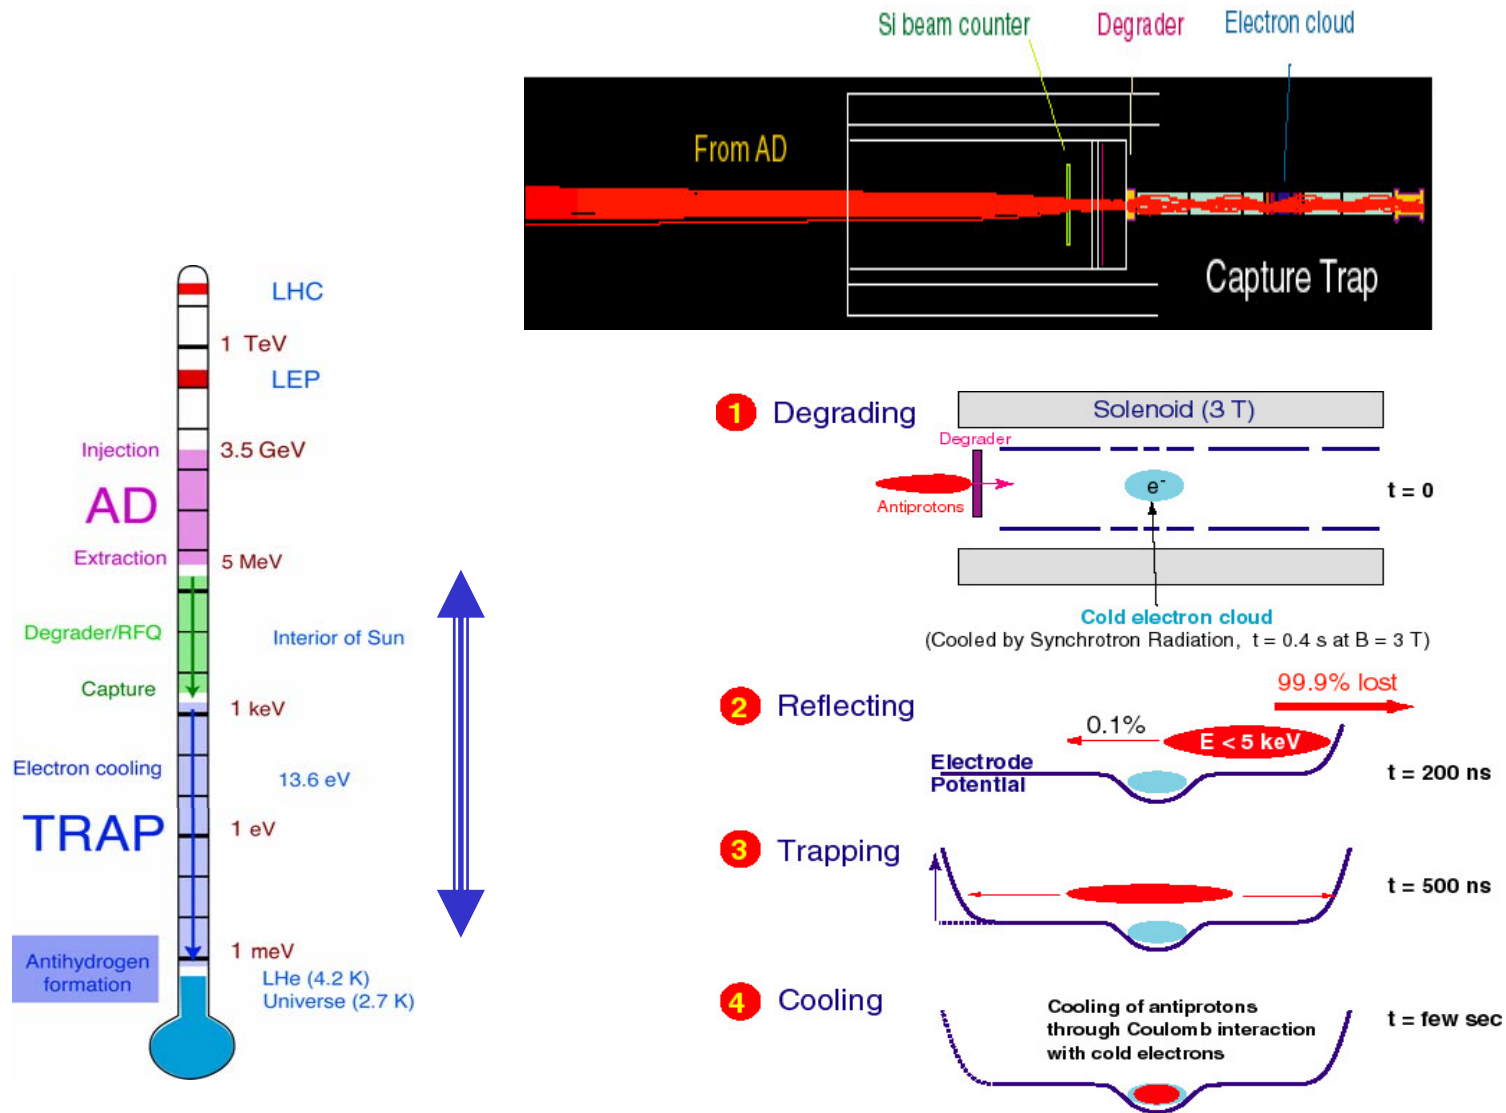 Si beam counter
Degrader
Electron cloud
From AD
Capture Trap
LHC
1 TeV
LEP
Injection
3.5 GeV
AD
Extraction
5 MeV
Degrader/RFQ
Interior of Sun
Capture
1 keV
Electron cooling
13.6 eV
TRAP
1 eV
1 meV
Antihydrogen
formation
LHe (4.2 K)
Universe (2.7 K)
1 Degrading
Solenoid (3 T)
Degrader
e-
Antiprotons
t = 0
Cold electron cloud
(Cooled by Synchrotron Radiation, t = 0.4 s at B = 3 T)
2 Reflecting
99.9% lost
0.1%
E < 5 keV
Electrode
Potential
t = 200 ns
3 Trapping
t = 500 ns
4 Cooling
Cooling of antiprotons
through Coulomb interaction
with cold electrons
t = few sec